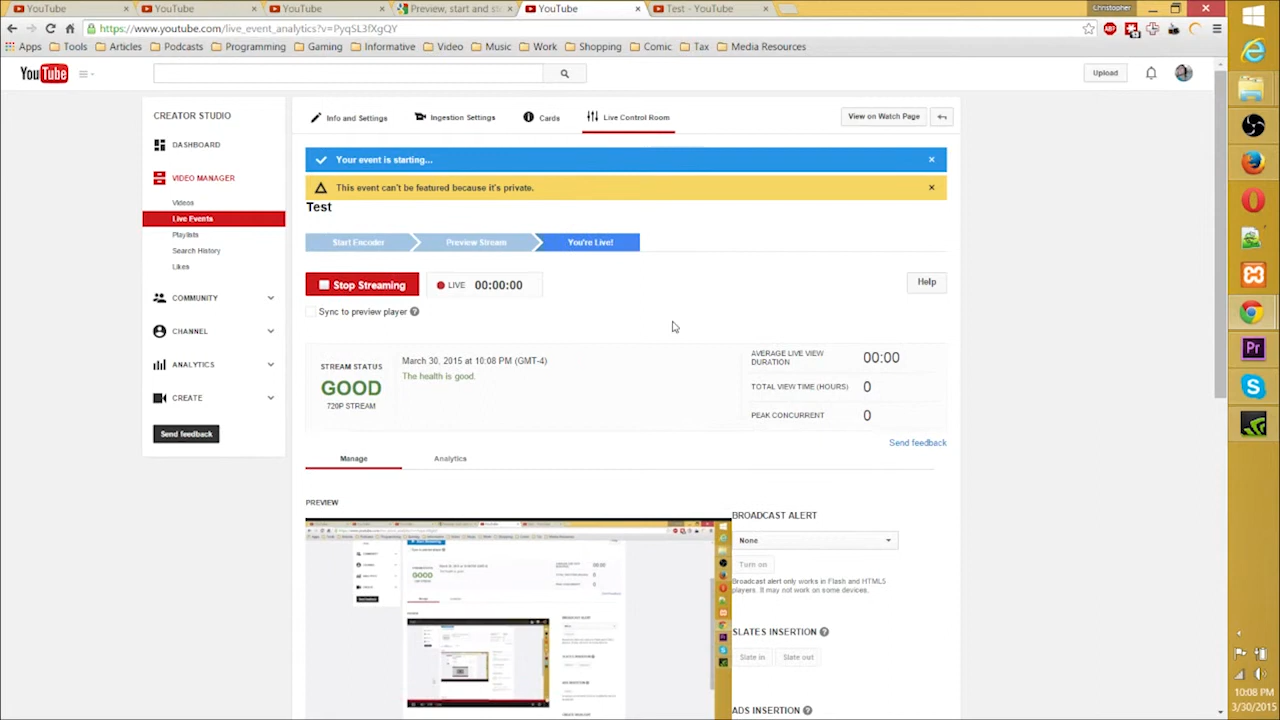 YouTube
YouTube
YouTube
Preview, start and st
YouTube
Test - YouTube
Christopher
https://www.youtube.com/live_event_analytics?v=PyqSL3fXgQY
Apps
Tools
Articles
Podcasts
Programming
Gaming
Informative
Video
Music
Work
Shopping
Comic
Tax
Media Resources
YouTube
Upload
CREATOR STUDIO
DASHBOARD
VIDEO MANAGER
Videos
Live Events
Playlists
Search History
Likes
COMMUNITY
CHANNEL
ANALYTICS
CREATE
Send feedback
Info and Settings
Ingestion Settings
Cards
Live Control Room
View on Watch Page
Your event is starting...
This event can't be featured because it's private.
Test
Start Encoder
Preview Stream
You're Live!
Stop Streaming
LIVE 00:00:00
Help
Sync to preview player
STREAM STATUS
GOOD
720P STREAM
March 30, 2015 at 10:08 PM (GMT-4)
The health is good.
AVERAGE LIVE VIEW
DURATION
00:00
TOTAL VIEW TIME (HOURS) 0
PEAK CONCURRENT 0
Send feedback
Manage
Analytics
PREVIEW
BROADCAST ALERT
None
Turn on
Broadcast alert only works in Flash and HTML5
players. It may not work on some devices.
SLATES INSERTION
Slate in
Slate out
ADS INSERTION
Pr
10:08 PM
3/30/2015